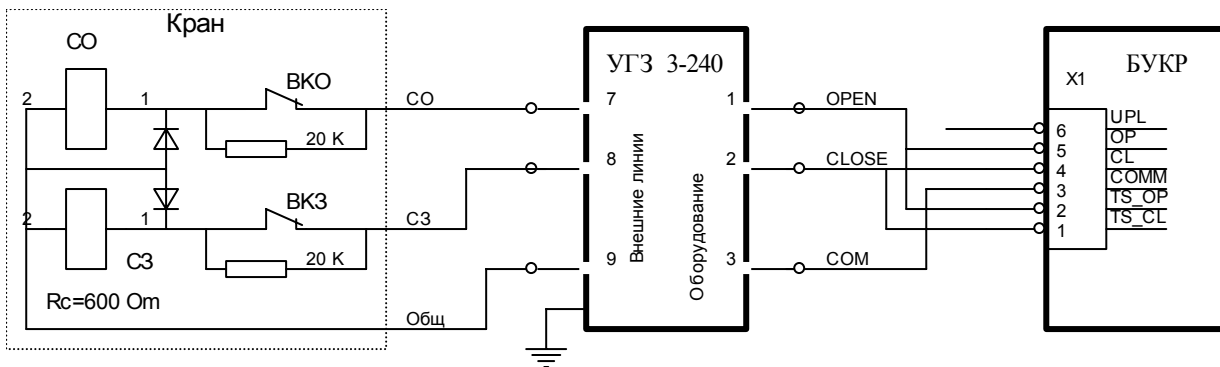 Кран
СО
2
1
ВКО
20 К
СО
2
1
ВКЗ
20 К
СЗ
СЗ
Rc=600 Om
Общ
УГЗ 3-240
7
8
9
Внешние линии
Оборудование
1
2
3
OPEN
CLOSE
COM
БУКР
X1
6
5
4
3
2
1
UPL
OP
CL
COMM
TS_OP
TS_CL